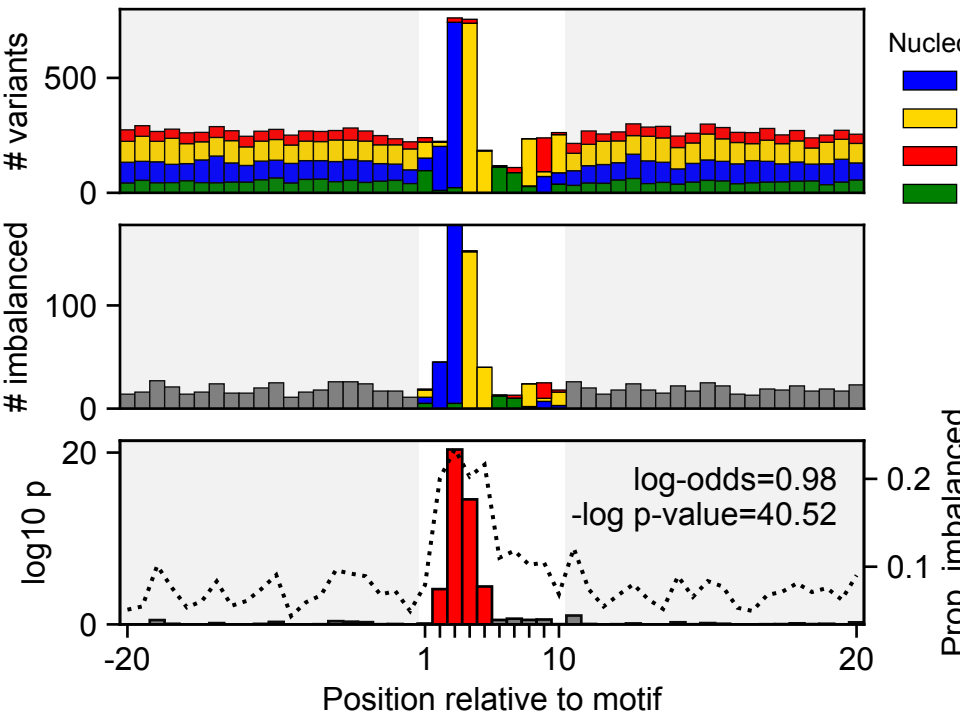 # variants
500
0
Nucleo
# imbalanced
100
0
log10 p
20
0
log-odds=0.98
-log p-value=40.52
0.2
0.1
Prop. imbalanced
-20
1
10
20
Position relative to motif